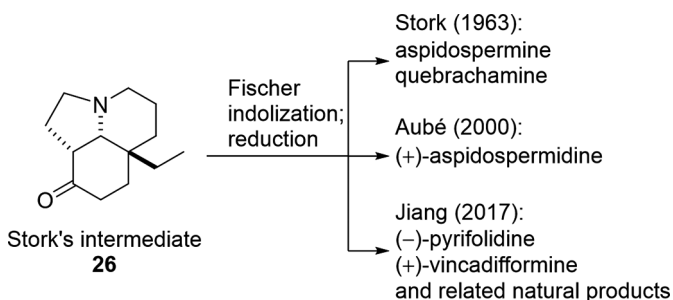 Stork (1963):
aspidospermine
quebrachamine
Fischer
indolization;
reduction
N
O
Aubé (2000):
(+)-aspidospermidine
Jiang (2017):
(−)-pyrifolidine
(+)-vincadifformine
and related natural products
Stork's intermediate
26